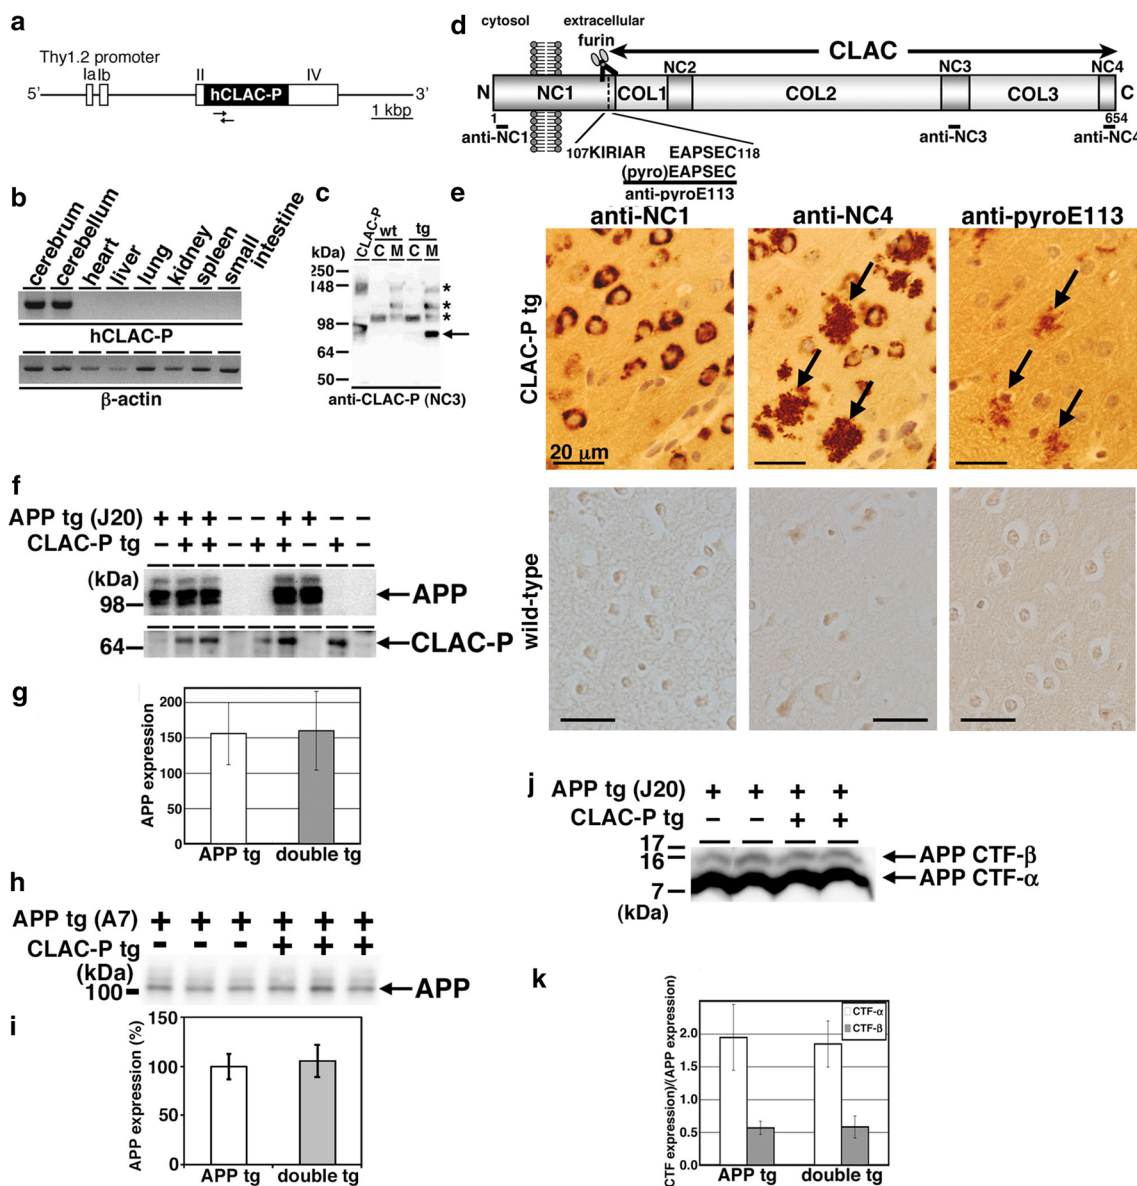 a
Thy1.2 promoter
Ia Ib II IV
5' hCLAC-P 3'
1 kbp
b
cerebrum
cerebellum
heart
liver
lung
kidney
spleen
small intestine
hCLAC-P
β-actin
c
CLAC-P wt tg
(kDa) C M C M
250
148 *
*
*
98
64
50
anti-CLAC-P (NC3)
d
cytosol extracellular
furin
CLAC
NC2 NC3 NC4
N NC1 COL1 COL2 COL3 C
1 654
anti-NC1 anti-NC3 anti-NC4
107KIRIAR EAPSEC118
(pyro)EAPSEC
anti-pyroE113
e
anti-NC1 anti-NC4 anti-pyroE113
CLAC-P tg
20 μm
wild-type
f
APP tg (J20) + + + − − + + − −
CLAC-P tg − + + − + + − + −
(kDa)
98 APP
64 CLAC-P
g
APP expression
200
150
100
50
0
APP tg double tg
h
APP tg (A7) + + + + + +
CLAC-P tg - - - + + +
(kDa)
100 APP
i
APP expression (%)
150
100
50
0
APP tg double tg
j
APP tg (J20) + + + +
CLAC-P tg − − + +
17
16 APP CTF-β
APP CTF-α
7
(kDa)
k
(CTF expression)/(APP expression)
CTF-α
CTF-β
2.0
1.5
1.0
0.5
0.0
APP tg double tg